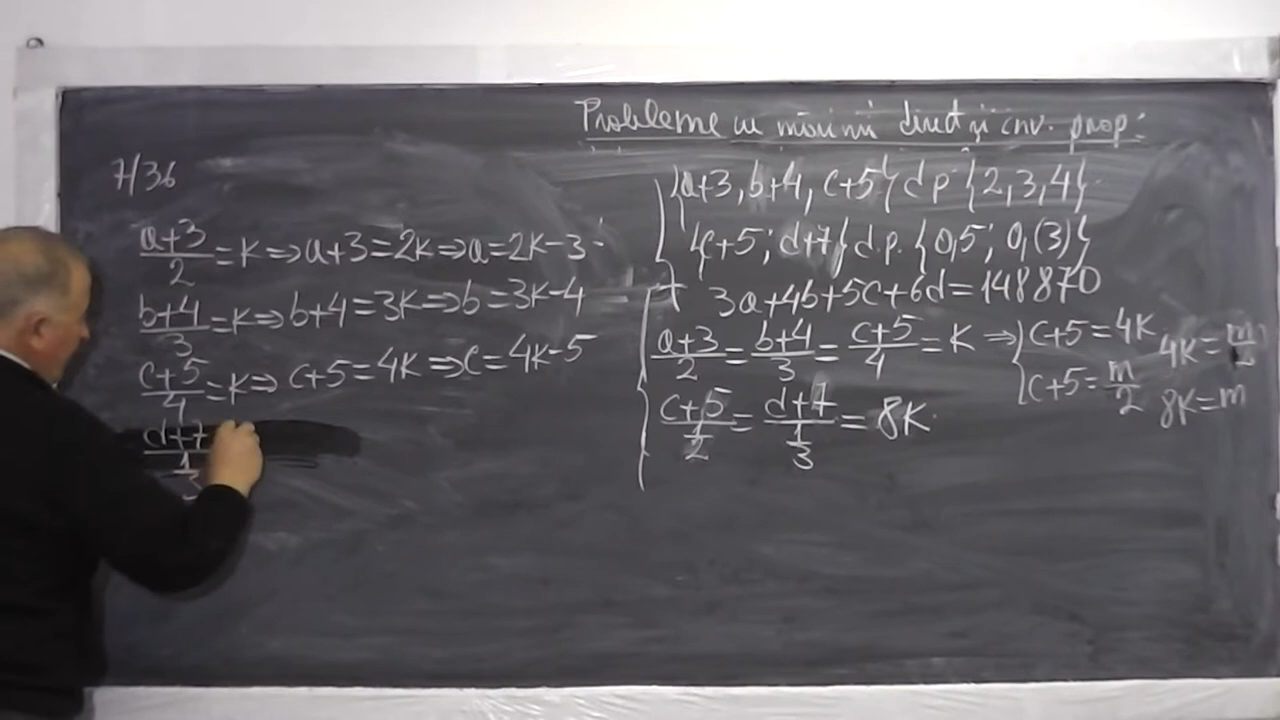 Probleme cu mărimi direct și inv. prop:
7/36
{a+3, b+4, c+5} d p {2, 3, 4}
{c+5; d+7} d.p. {0,5; 0,(3)}
3a+4b+5c+6d=148870
a+3/2 = b+4/3 = c+5/4 = K ⇒ { c+5=4K
c+5=m/2
4K=m/2
8K=m
c+5/(1/2) = d+7/(1/3) = 8K
a+3/2 = K ⇒ a+3=2K ⇒ a=2K-3
b+4/3 = K ⇒ b+4=3K ⇒ b=3K-4
c+5/4 = K ⇒ c+5=4K ⇒ c=4K-5
d+7/(1/3)